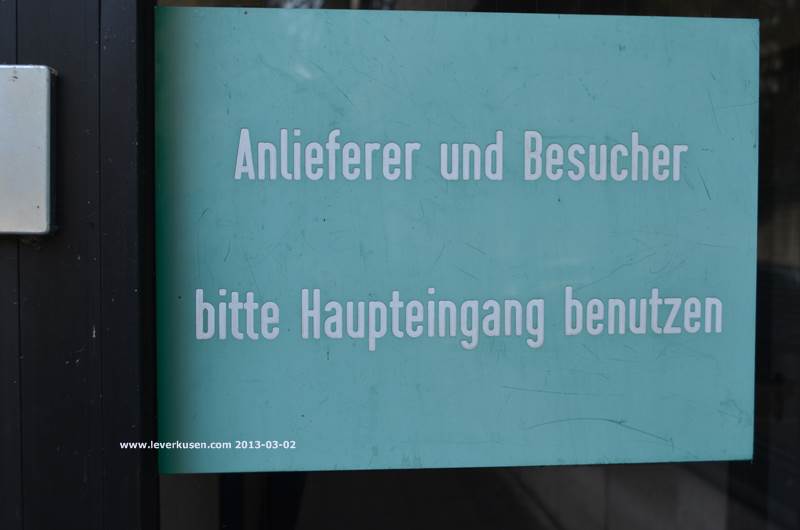 Anlieferer und Besucher
bitte Haupteingang benutzen
www.leverkusen.com 2013-03-02